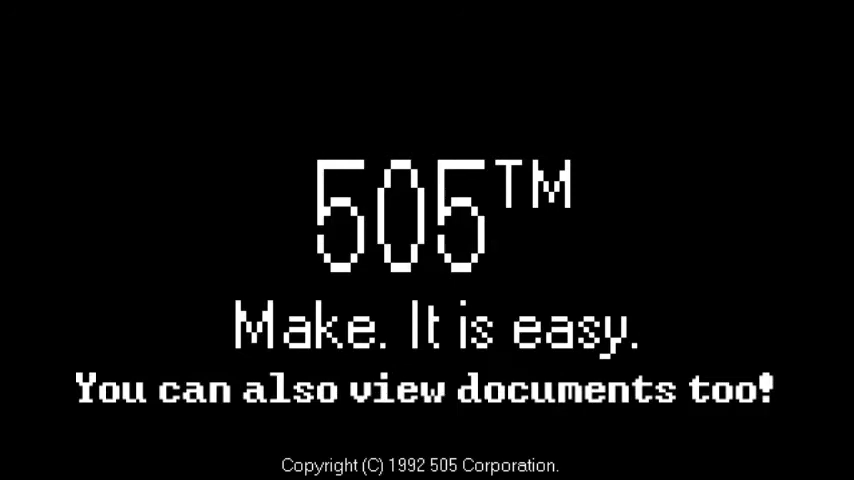 505™
Make. It is easy.
You can also view documents too!
Copyright (C) 1992 505 Corporation.